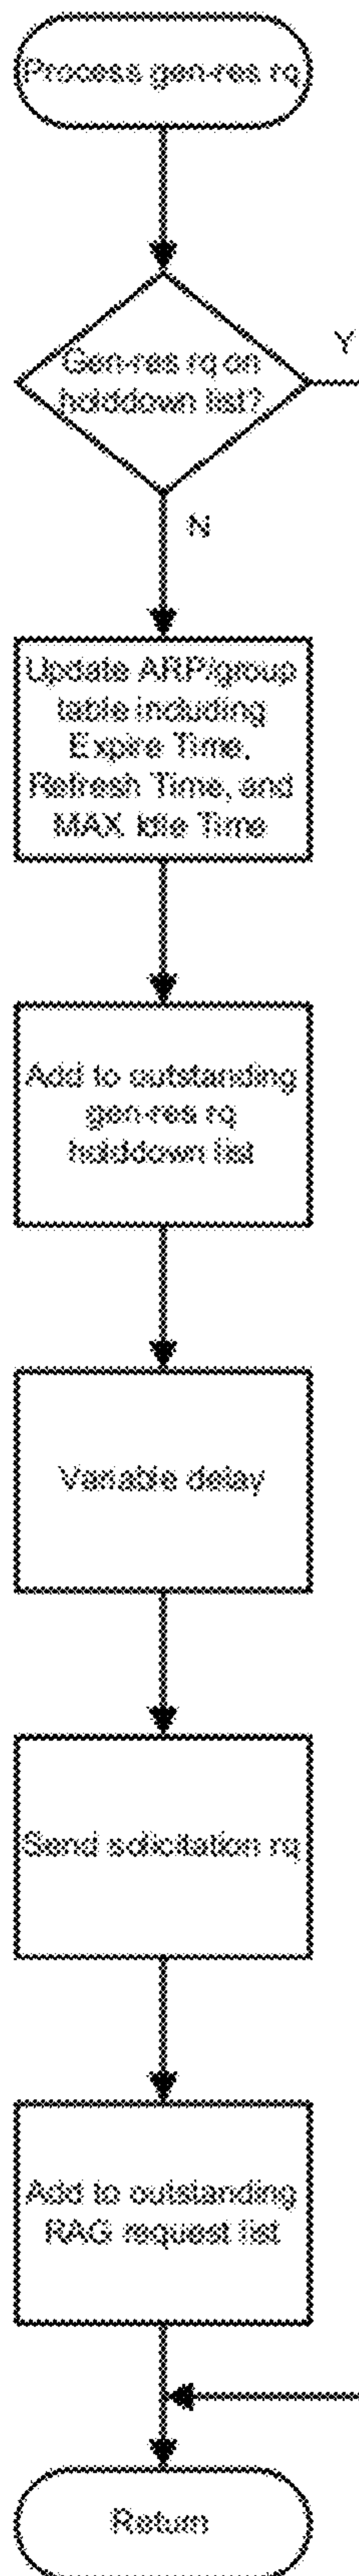 Process gen-res rq
Gen-res rq on
holddown list?
Y
N
Update ARP/group
table including
Expire Time,
Refresh Time, and
MAX Idle Time
Add to outstanding
gen-res rq
holddown list
Variable delay
Send solicitation rq
Add to outstanding
RAG request list
Return